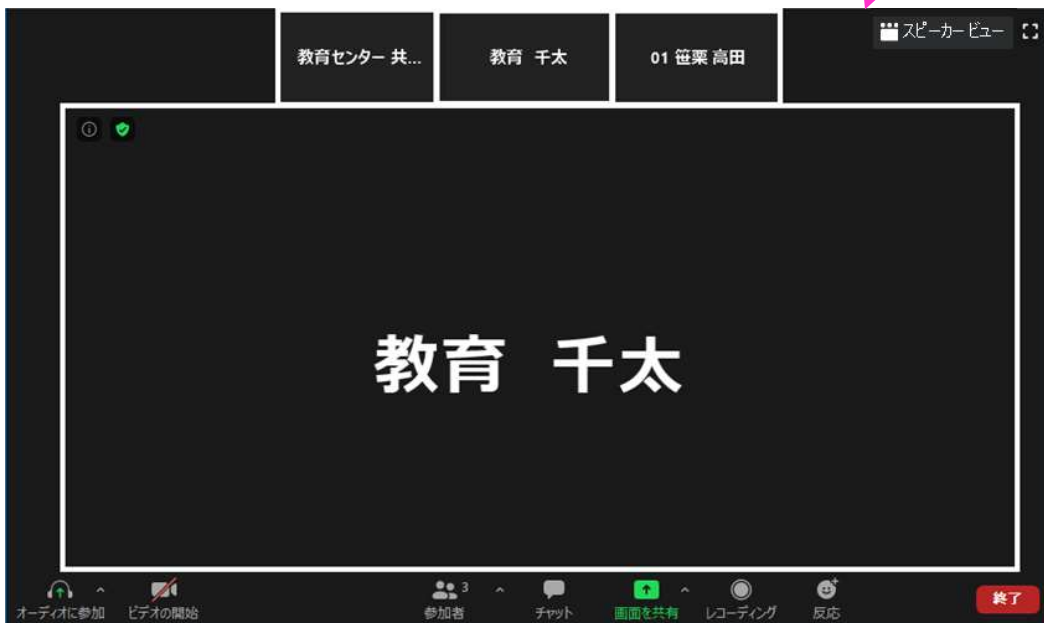 スピーカービュー
教育センター 共...
教育 千太
01 笹栗 高田
教育 千太
オーディオに参加
ビデオの開始
3
参加者
チャット
画面を共有
レコーディング
反応
終了